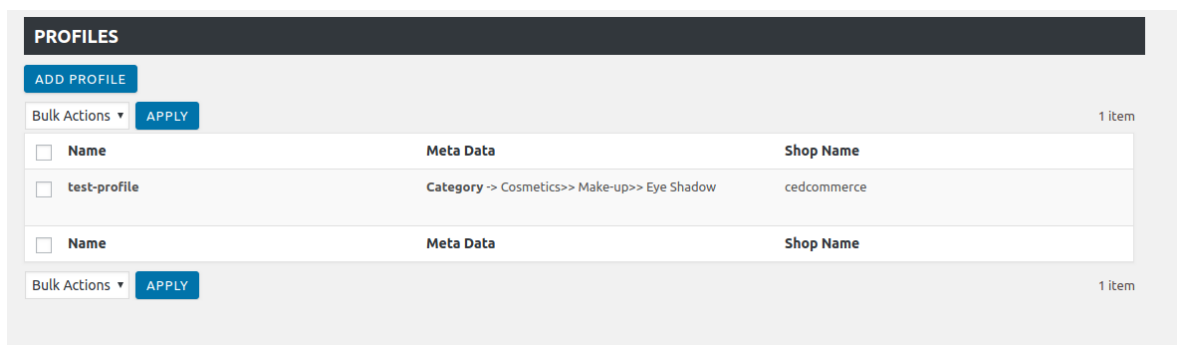 PROFILES
ADD PROFILE
Bulk Actions APPLY 1 item
Name Meta Data Shop Name
test-profile Category -> Cosmetics>> Make-up>> Eye Shadow cedcommerce
Name Meta Data Shop Name
Bulk Actions APPLY 1 item